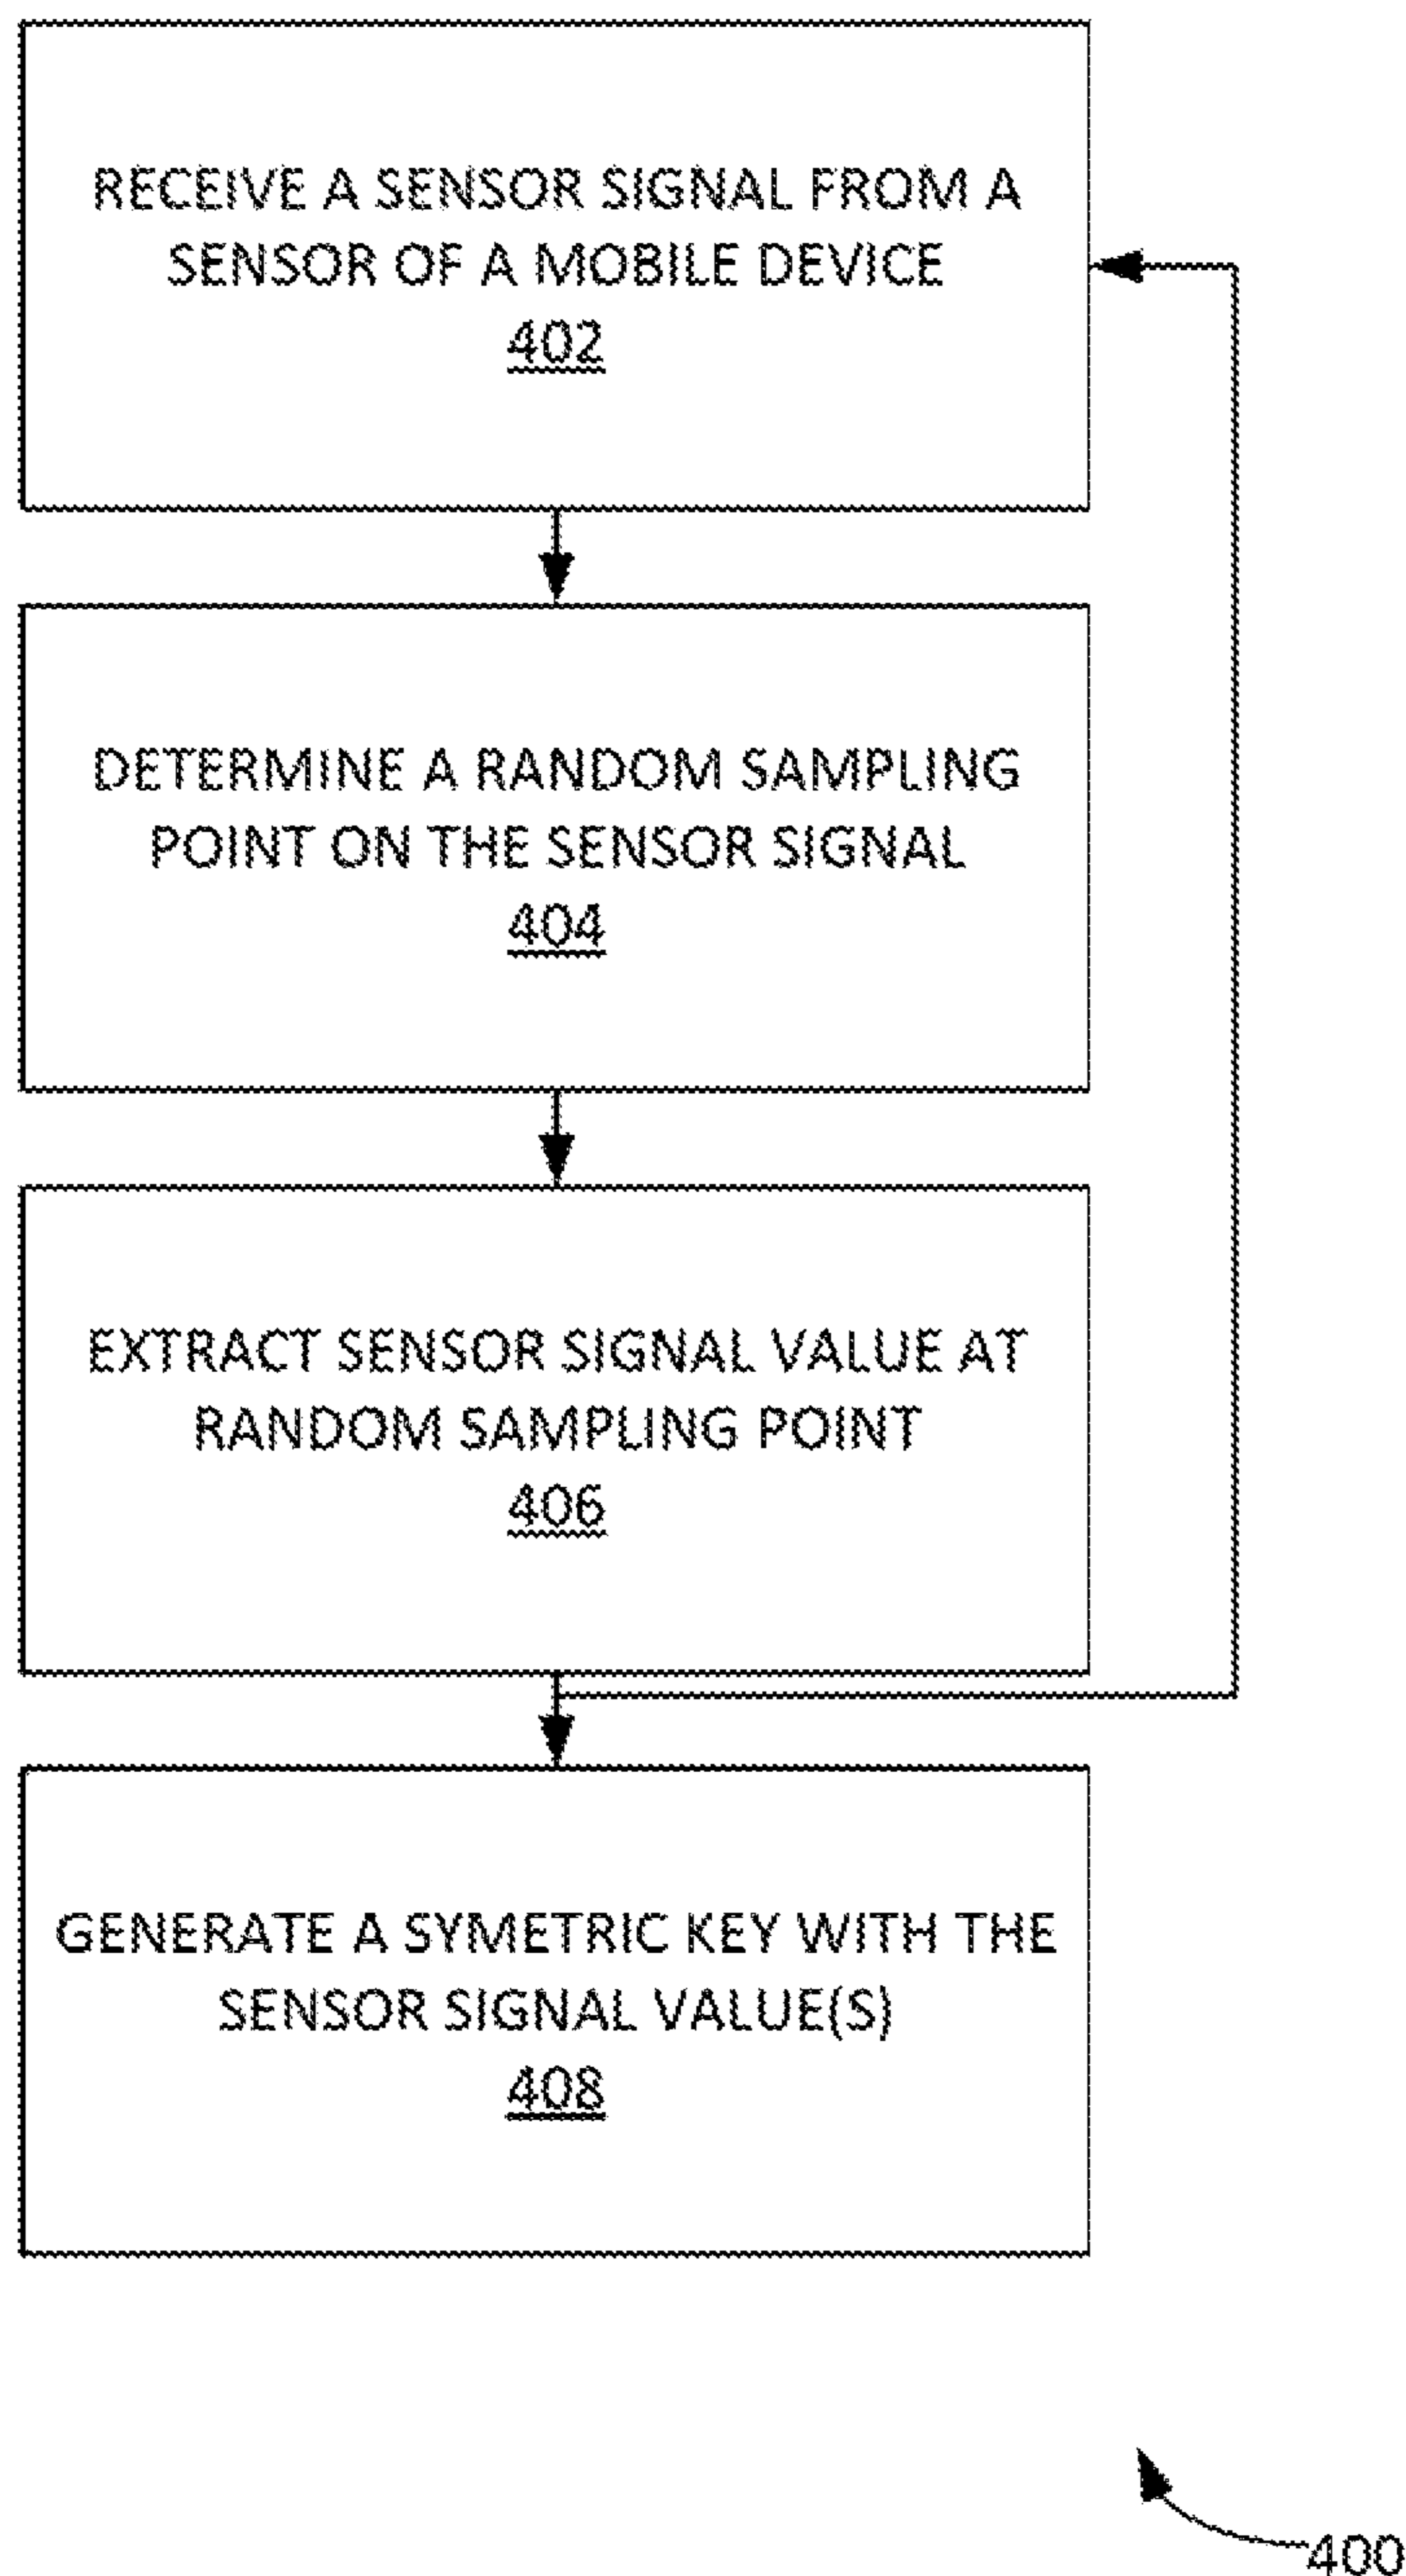 RECEIVE A SENSOR SIGNAL FROM A
SENSOR OF A MOBILE DEVICE
402
DETERMINE A RANDOM SAMPLING
POINT ON THE SENSOR SIGNAL
404
EXTRACT SENSOR SIGNAL VALUE AT
RANDOM SAMPLING POINT
406
GENERATE A SYMETRIC KEY WITH THE
SENSOR SIGNAL VALUE(S)
408
400